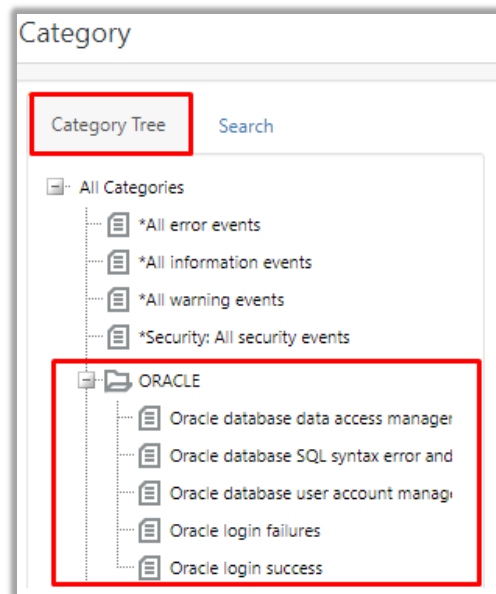 Category
Category Tree Search
All Categories
*All error events
*All information events
*All warning events
*Security: All security events
ORACLE
Oracle database data access manager
Oracle database SQL syntax error and
Oracle database user account manag
Oracle login failures
Oracle login success